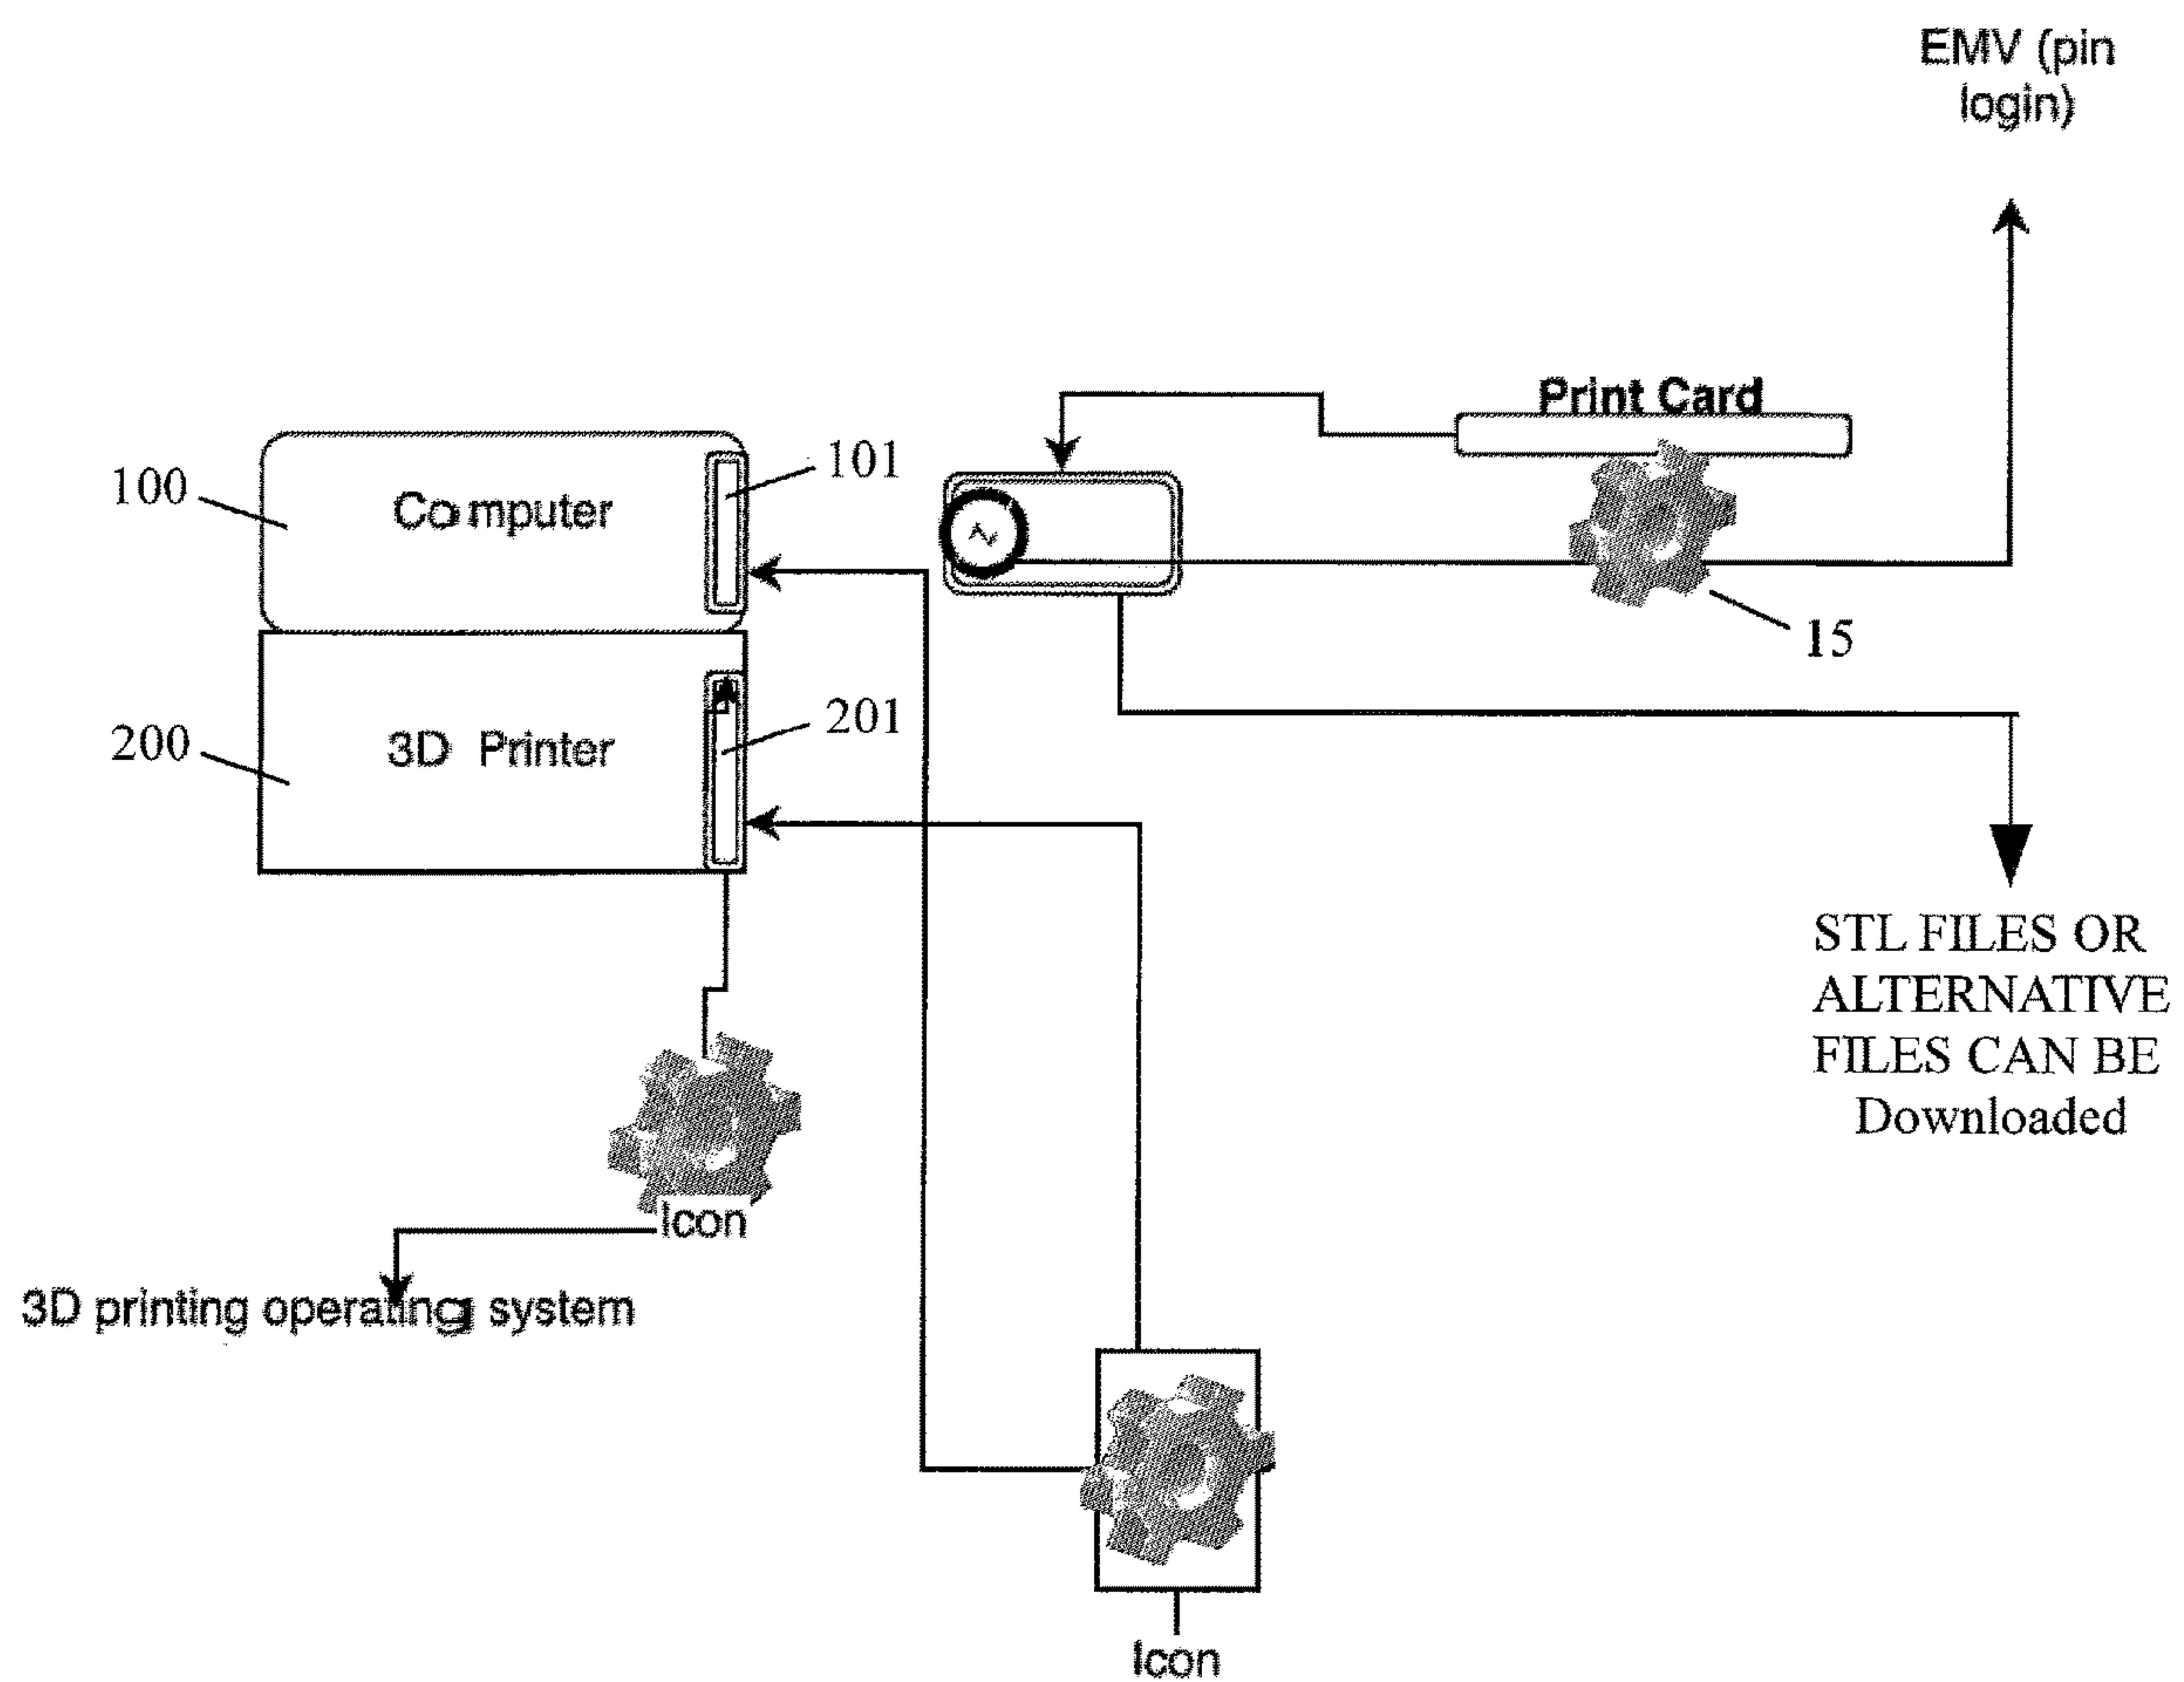 EMV (pin
login)
Print Card
101
100
Computer
15
201
200
3D Printer
STL FILES OR
ALTERNATIVE
FILES CAN BE
Downloaded
Icon
3D printing operating system
Icon